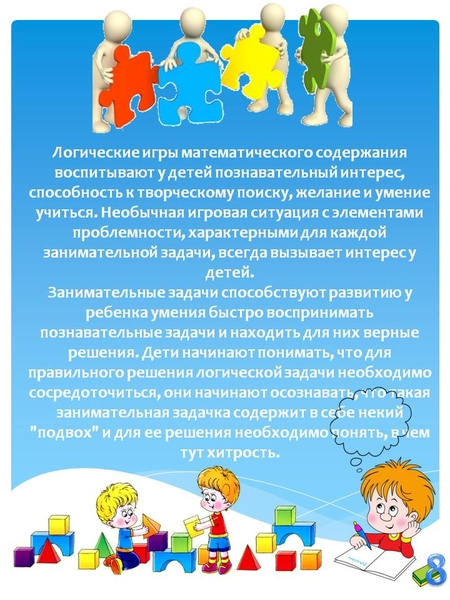 Логические игры математического содержания
воспитывают у детей познавательный интерес,
способность к творческому поиску, желание и умение
учиться. Необычная игровая ситуация с элементами
проблемности, характерными для каждой
занимательной задачи, всегда вызывает интерес у
детей.
Занимательные задачи способствуют развитию у
ребенка умения быстро воспринимать
познавательные задачи и находить для них верные
решения. Дети начинают понимать, что для
правильного решения логической задачи необходимо
сосредоточиться, они начинают осознавать, что такая
занимательная задачка содержит в себе некий
"подвох" и для ее решения необходимо понять, в чем
тут хитрость.
8